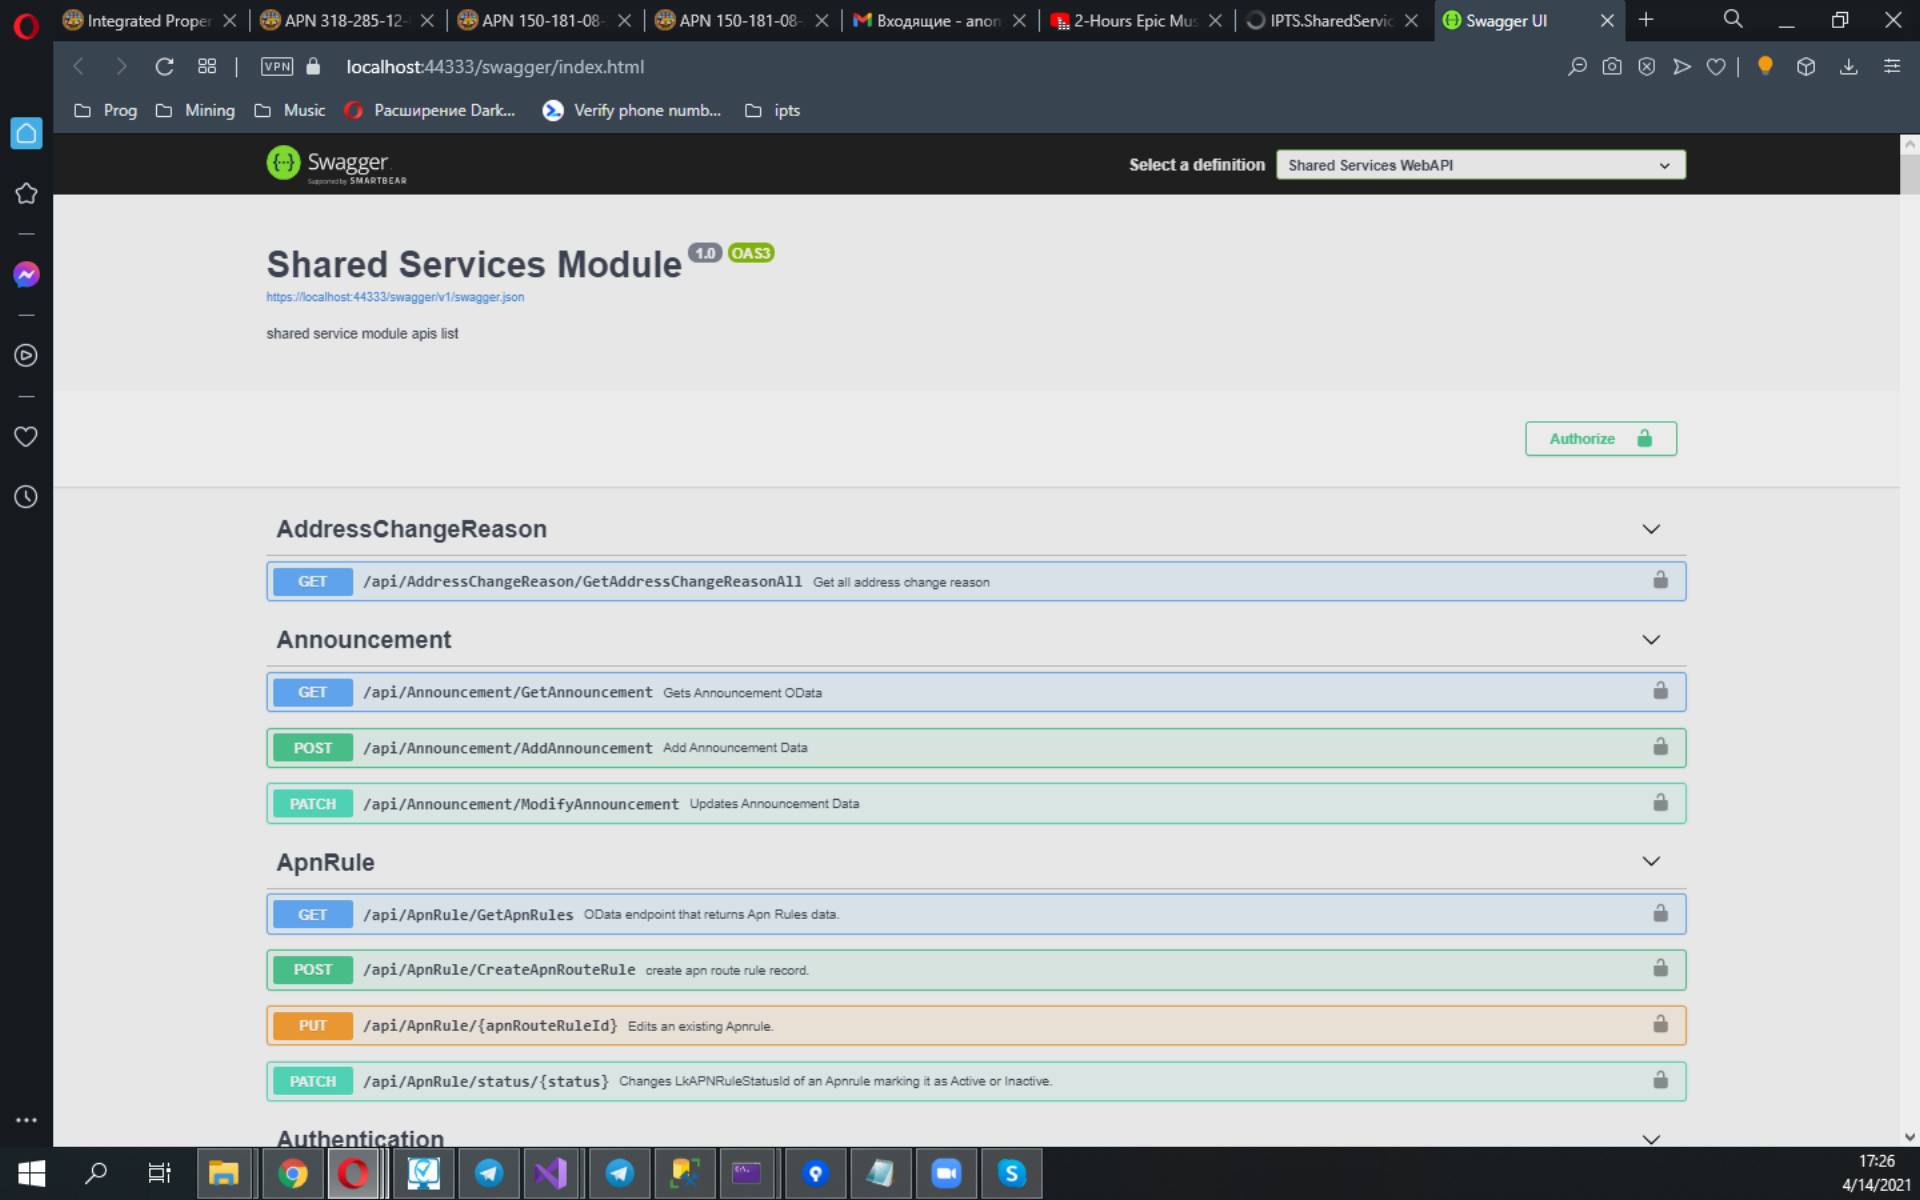 Integrated Proper
APN 318-285-12-
APN 150-181-08-
APN 150-181-08-
Входящие - anon
2-Hours Epic Mus
IPTS.SharedServic
Swagger UI
VPN
localhost:44333/swagger/index.html
Prog
Mining
Music
Расширение Dark...
Verify phone numb...
ipts
Swagger
Supported by SMARTBEAR
Select a definition
Shared Services WebAPI
Shared Services Module 1.0 OAS3
https://localhost:44333/swagger/v1/swagger.json
shared service module apis list
Authorize
AddressChangeReason
GET /api/AddressChangeReason/GetAddressChangeReasonAll Get all address change reason
Announcement
GET /api/Announcement/GetAnnouncement Gets Announcement OData
POST /api/Announcement/AddAnnouncement Add Announcement Data
PATCH /api/Announcement/ModifyAnnouncement Updates Announcement Data
ApnRule
GET /api/ApnRule/GetApnRules OData endpoint that returns Apn Rules data.
POST /api/ApnRule/CreateApnRouteRule create apn route rule record.
PUT /api/ApnRule/{apnRouteRuleId} Edits an existing Apnrule.
PATCH /api/ApnRule/status/{status} Changes LkAPNRuleStatusId of an Apnrule marking it as Active or Inactive.
Authentication
17:26
4/14/2021